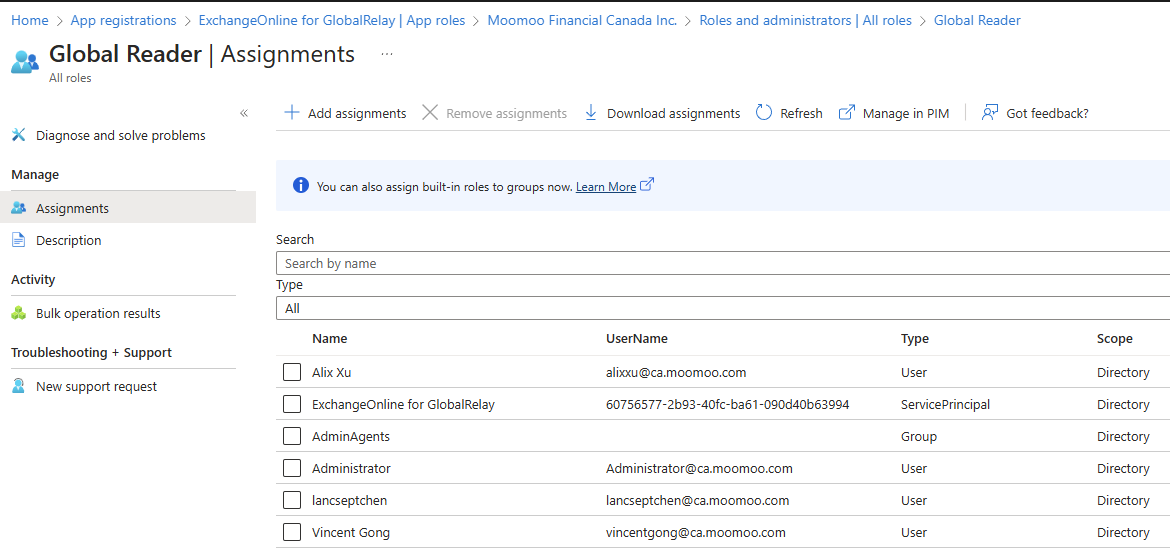 Home > App registrations > ExchangeOnline for GlobalRelay | App roles > Moomoo Financial Canada Inc. > Roles and administrators | All roles > Global Reader
Global Reader | Assignments ...
All roles
«
Diagnose and solve problems
Manage
Assignments
Description
Activity
Bulk operation results
Troubleshooting + Support
New support request
Add assignments Remove assignments Download assignments Refresh Manage in PIM Got feedback?
You can also assign built-in roles to groups now. Learn More
Search
Search by name
Type
All
Name UserName Type Scope
Alix Xu alixxu@ca.moomoo.com User Directory
ExchangeOnline for GlobalRelay 60756577-2b93-40fc-ba61-090d40b63994 ServicePrincipal Directory
AdminAgents Group Directory
Administrator Administrator@ca.moomoo.com User Directory
lancseptchen lancseptchen@ca.moomoo.com User Directory
Vincent Gong vincentgong@ca.moomoo.com User Directory